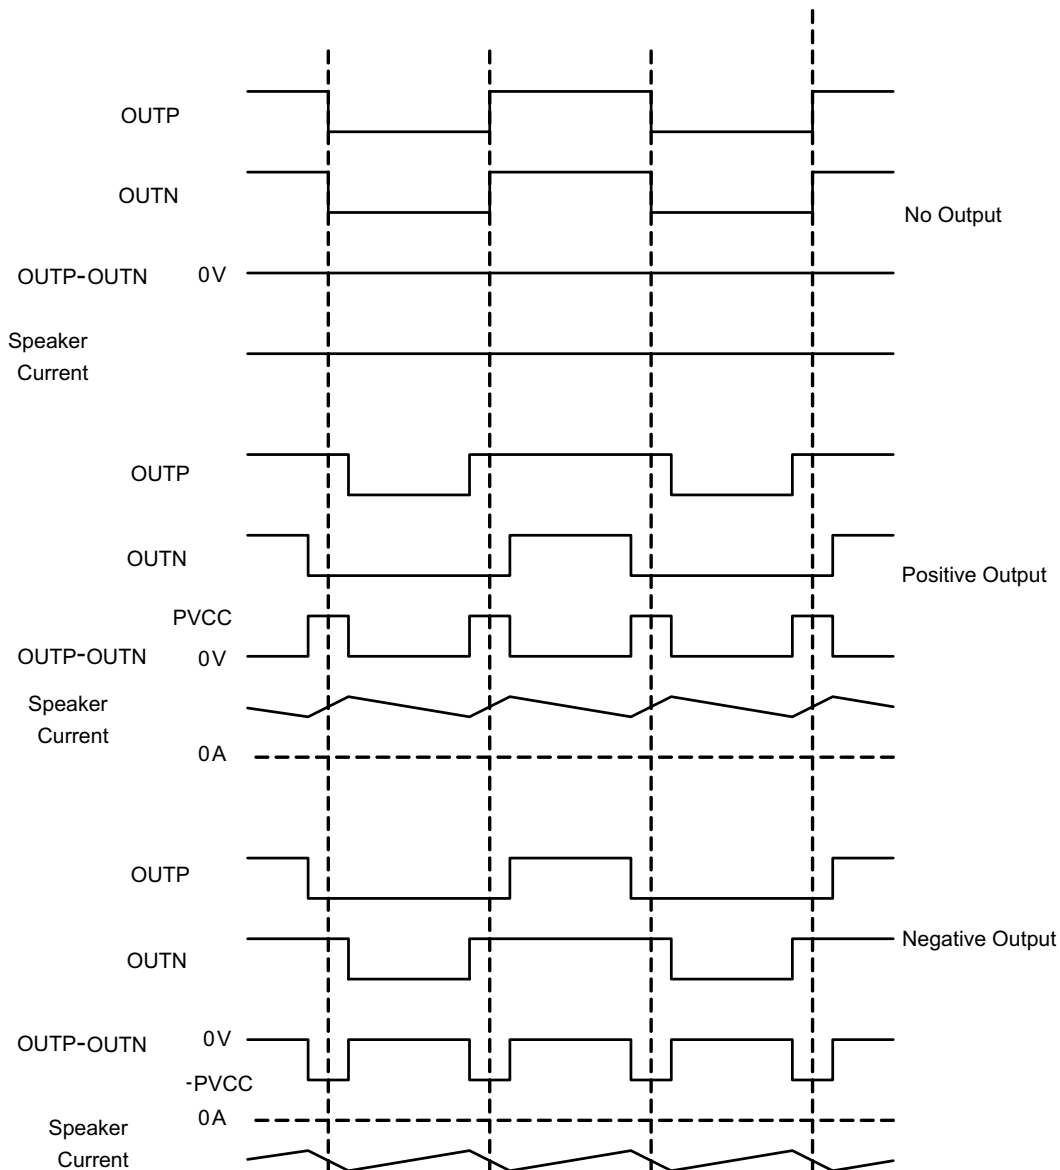 OUTP
OUTN
No Output
OUTP-OUTN 0V
Speaker
Current
OUTP
OUTN
Positive Output
PVCC
OUTP-OUTN 0V
Speaker
Current
0A
OUTP
Negative Output
OUTN
OUTP-OUTN 0V
-PVCC
0A
Speaker
Current